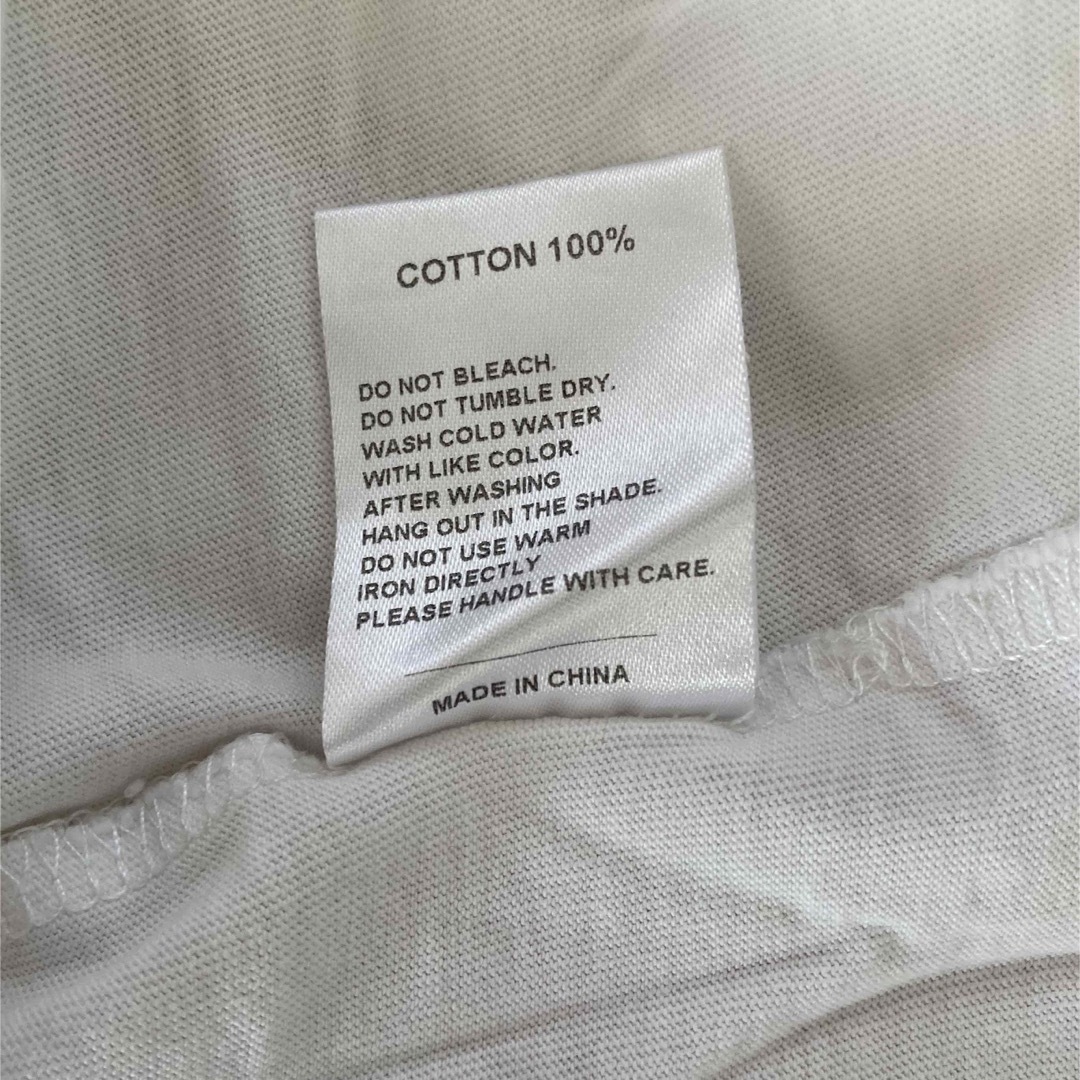 COTTON 100%
DO NOT BLEACH.
DO NOT TUMBLE DRY.
WASH COLD WATER
WITH LIKE COLOR.
AFTER WASHING
HANG OUT IN THE SHADE.
DO NOT USE WARM
IRON DIRECTLY
PLEASE HANDLE WITH CARE.
MADE IN CHINA